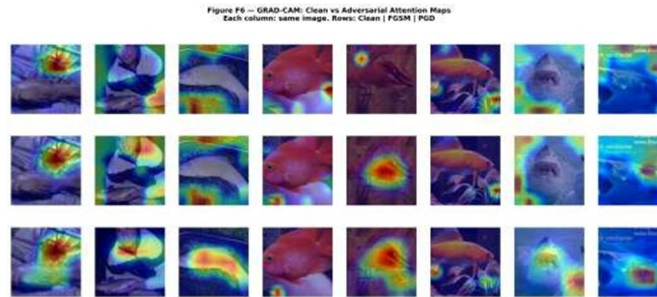 Figure F6 — GRAD-CAM: Clean vs Adversarial Attention Maps
Each column: same image. Rows: Clean | FGSM | PGD